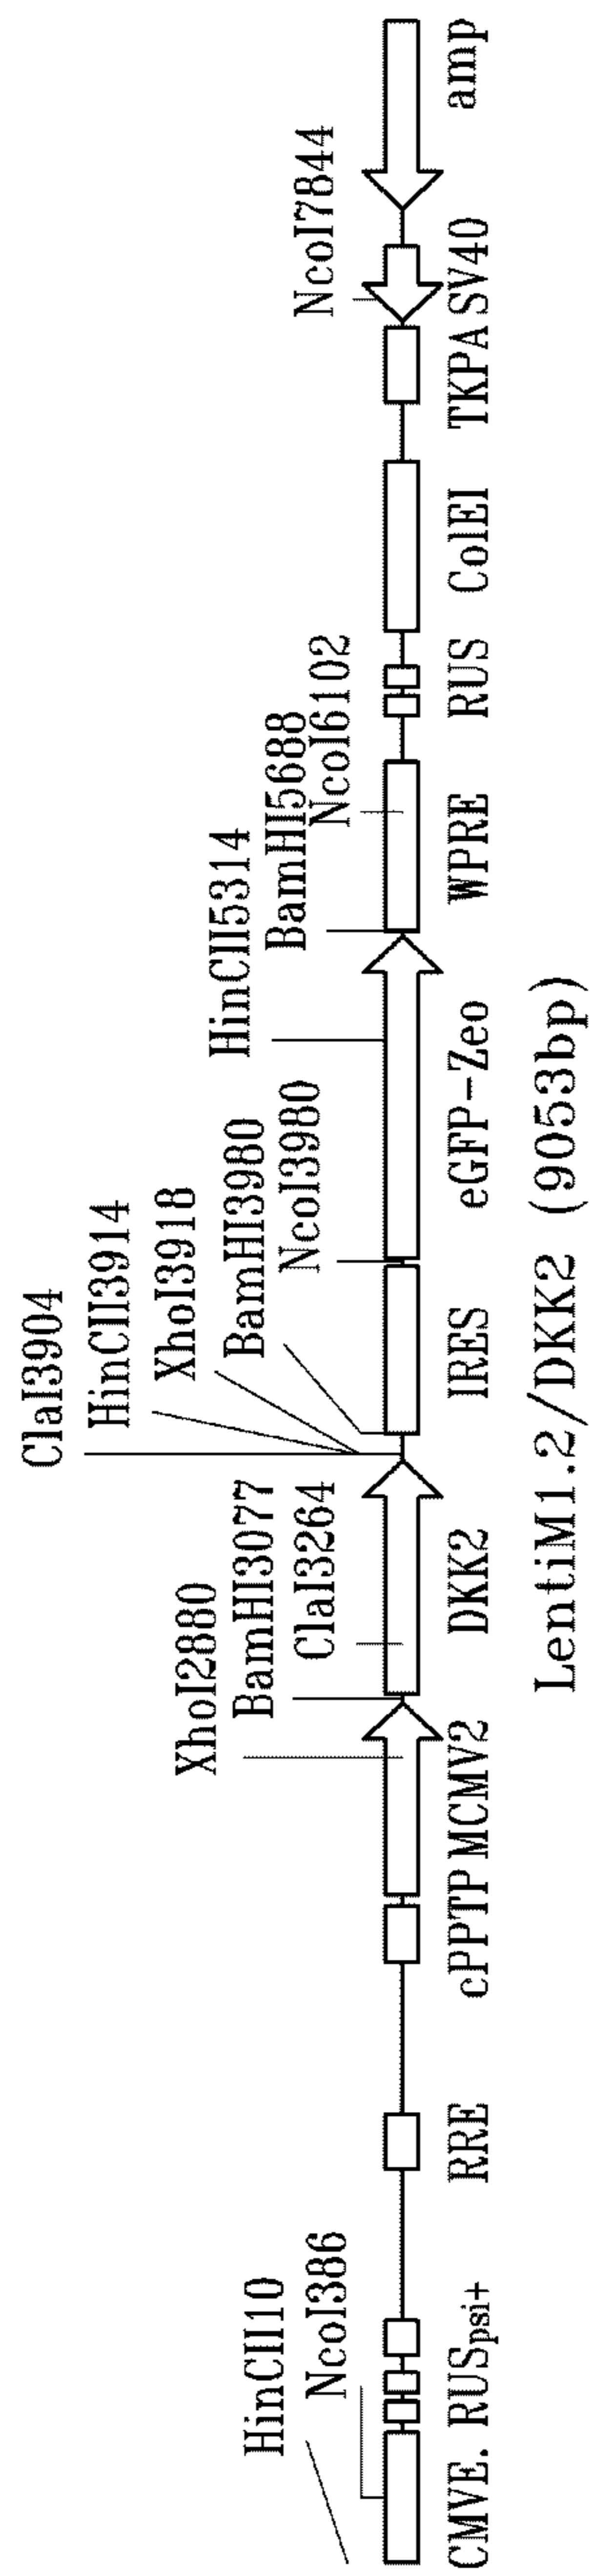 HinCII10
NcoI386
XhoI2880
BamHI3077
ClaI3264
ClaI3904
HinCII3914
XhoI3918
BamHI3980
NcoI3980
HinCII5314
BamHI5688
NcoI6102
NcoI7844
CMVE. RUSpsi+ RRE cPPTP MCMV2 DKK2 IRES eGFP-Zeo WPRE RUS ColEI TKPA SV40 amp
LentiM1.2/DKK2 (9053bp)